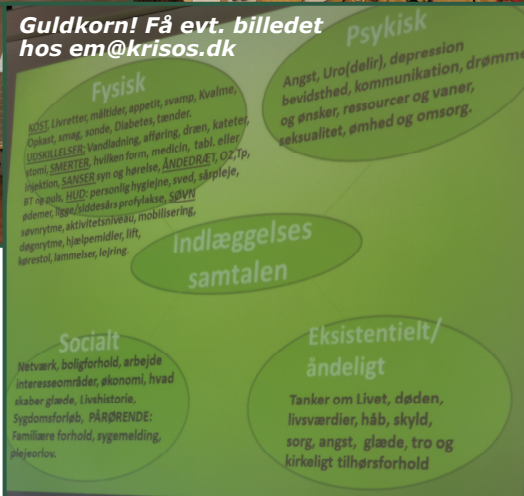 Guldkorn! Få evt. billedet
hos em@krisos.dk
Fysisk
KOST, Livretter, måltider, appetit, svamp, Kvalme,
Opkast, smag, sonde, Diabetes, tænder.
UDSKILLELSER: Vandladning, afføring, dræn, kateter,
stomi, SMERTER, hvilken form, medicin, tabl. eller
injektion, SANSER syn og hørelse, ÅNDEDRÆT, O2, Tp,
BT og puls, HUD: personlig hygiejne, sved, sårpleje,
ødemer, ligge/siddesårs profylakse, SØVN
søvnrytme, aktivitetsniveau, mobilisering,
døgnrytme, hjælpemidler, lift,
kørestol, lammelser, lejring.
Psykisk
Angst, Uro(delir), depression
bevidsthed, kommunikation, drømme
og ønsker, ressourcer og vaner,
seksualitet, ømhed og omsorg.
Indlæggelses
samtalen
Socialt
Netværk, boligforhold, arbejde
interesseområder, økonomi, hvad
skaber glæde, Livshistorie,
Sygdomsforløb, PÅRØRENDE:
Familiære forhold, sygemelding,
plejeorlov.
Eksistentielt/
åndeligt
Tanker om Livet, døden,
livsværdier, håb, skyld,
sorg, angst, glæde, tro og
kirkeligt tilhørsforhold